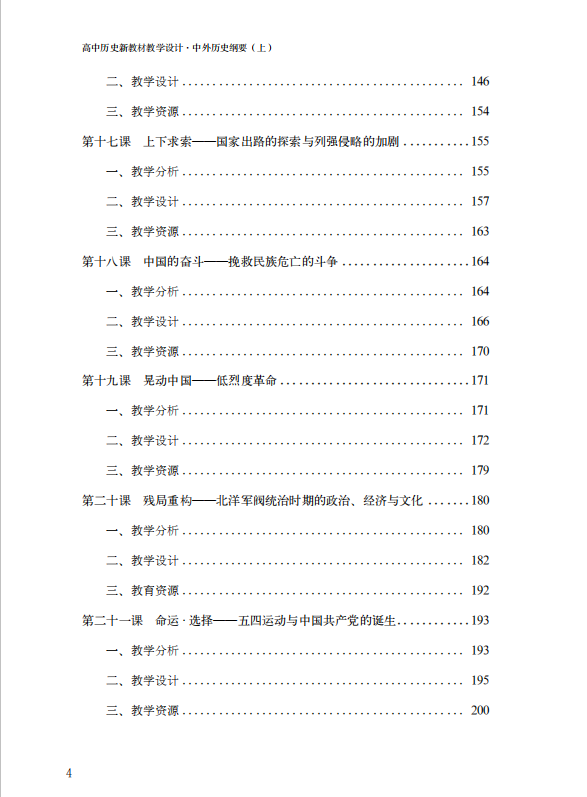 高中历史新教材教学设计·中外历史纲要（上）
二、教学设计................................................146
三、教学资源................................................154
第十七课 上下求索——国家出路的探索与列强侵略的加剧...........155
一、教学分析................................................155
二、教学设计................................................157
三、教学资源................................................163
第十八课 中国的奋斗——挽救民族危亡的斗争.....................164
一、教学分析................................................164
二、教学设计................................................166
三、教学资源................................................170
第十九课 晃动中国——低烈度革命...............................171
一、教学分析................................................171
二、教学设计................................................172
三、教学资源................................................179
第二十课 残局重构——北洋军阀统治时期的政治、经济与文化.......180
一、教学分析................................................180
二、教学设计................................................182
三、教育资源................................................192
第二十一课 命运·选择——五四运动与中国共产党的诞生............193
一、教学分析................................................193
二、教学设计................................................195
三、教学资源................................................200
4